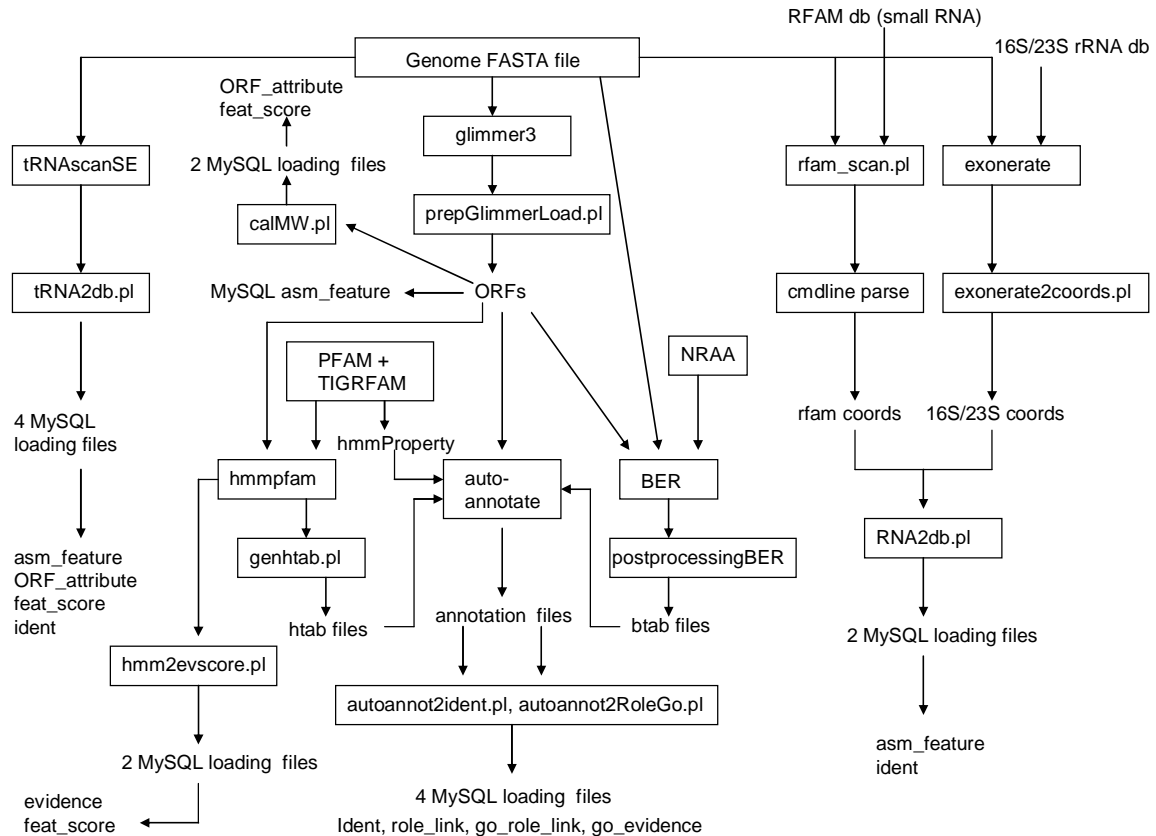 RFAM db (small RNA)
16S/23S rRNA db
Genome FASTA file
ORF_attribute
feat_score
glimmer3
tRNAscanSE
2 MySQL loading files
rfam_scan.pl
exonerate
calMW.pl
prepGlimmerLoad.pl
tRNA2db.pl
MySQL asm_feature
ORFs
cmdline parse
exonerate2coords.pl
PFAM +
TIGRFAM
NRAA
4 MySQL
loading files
rfam coords
16S/23S coords
hmmProperty
hmmpfam
auto-
annotate
BER
RNA2db.pl
asm_feature
ORF_attribute
feat_score
ident
genhtab.pl
postprocessingBER
htab files
annotation files
btab files
2 MySQL loading files
hmm2evscore.pl
autoannot2ident.pl, autoannot2RoleGo.pl
asm_feature
ident
2 MySQL loading files
evidence
feat_score
4 MySQL loading files
Ident, role_link, go_role_link, go_evidence